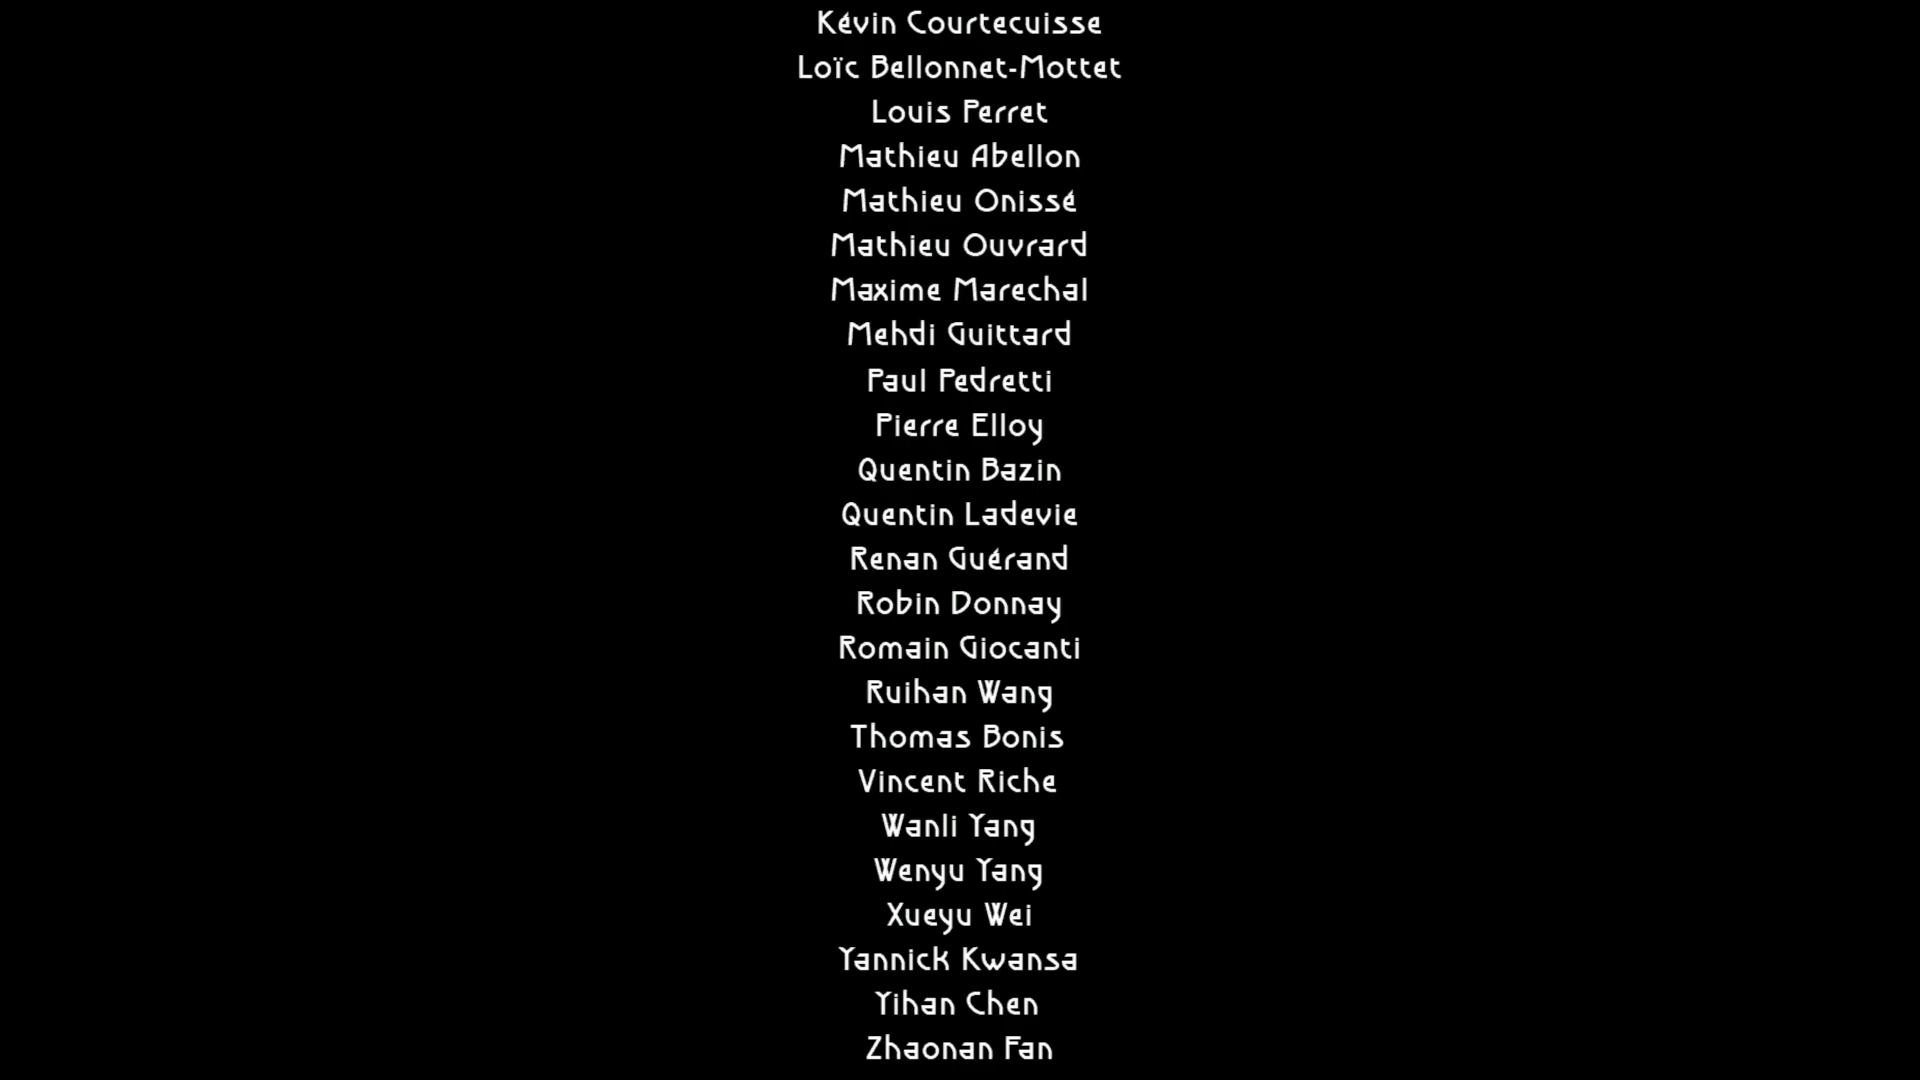 Kévin Courtecuisse
Loïc Bellonnet-Mottet
Louis Perret
Mathieu Abellon
Mathieu Onissé
Mathieu Ouvrard
Maxime Marechal
Mehdi Guittard
Paul Pedretti
Pierre Elloy
Quentin Bazin
Quentin Ladevie
Renan Guérand
Robin Donnay
Romain Giocanti
Ruihan Wang
Thomas Bonis
Vincent Riche
Wanli Yang
Wenyu Yang
Xueyu Wei
Yannick Kwansa
Yihan Chen
Zhaonan Fan